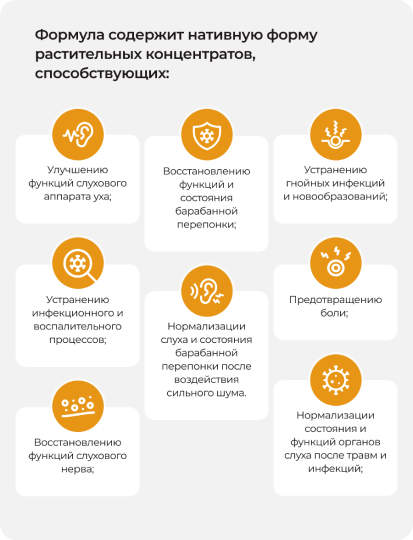 Формула содержит нативную форму
растительных концентратов,
способствующих:
Улучшению
функций слухового
аппарата уха;
Восстановлению
функций и
состояния
барабанной
перепонки;
Устранению
гнойных инфекций
и новообразований;
Устранению
инфекционного и
воспалительного
процессов;
Нормализации
слуха и состояния
барабанной
перепонки после
воздействия
сильного шума.
Предотвращению
боли;
Восстановлению
функций слухового
нерва;
Нормализации
состояния и
функций органов
слуха после травм и
инфекций;